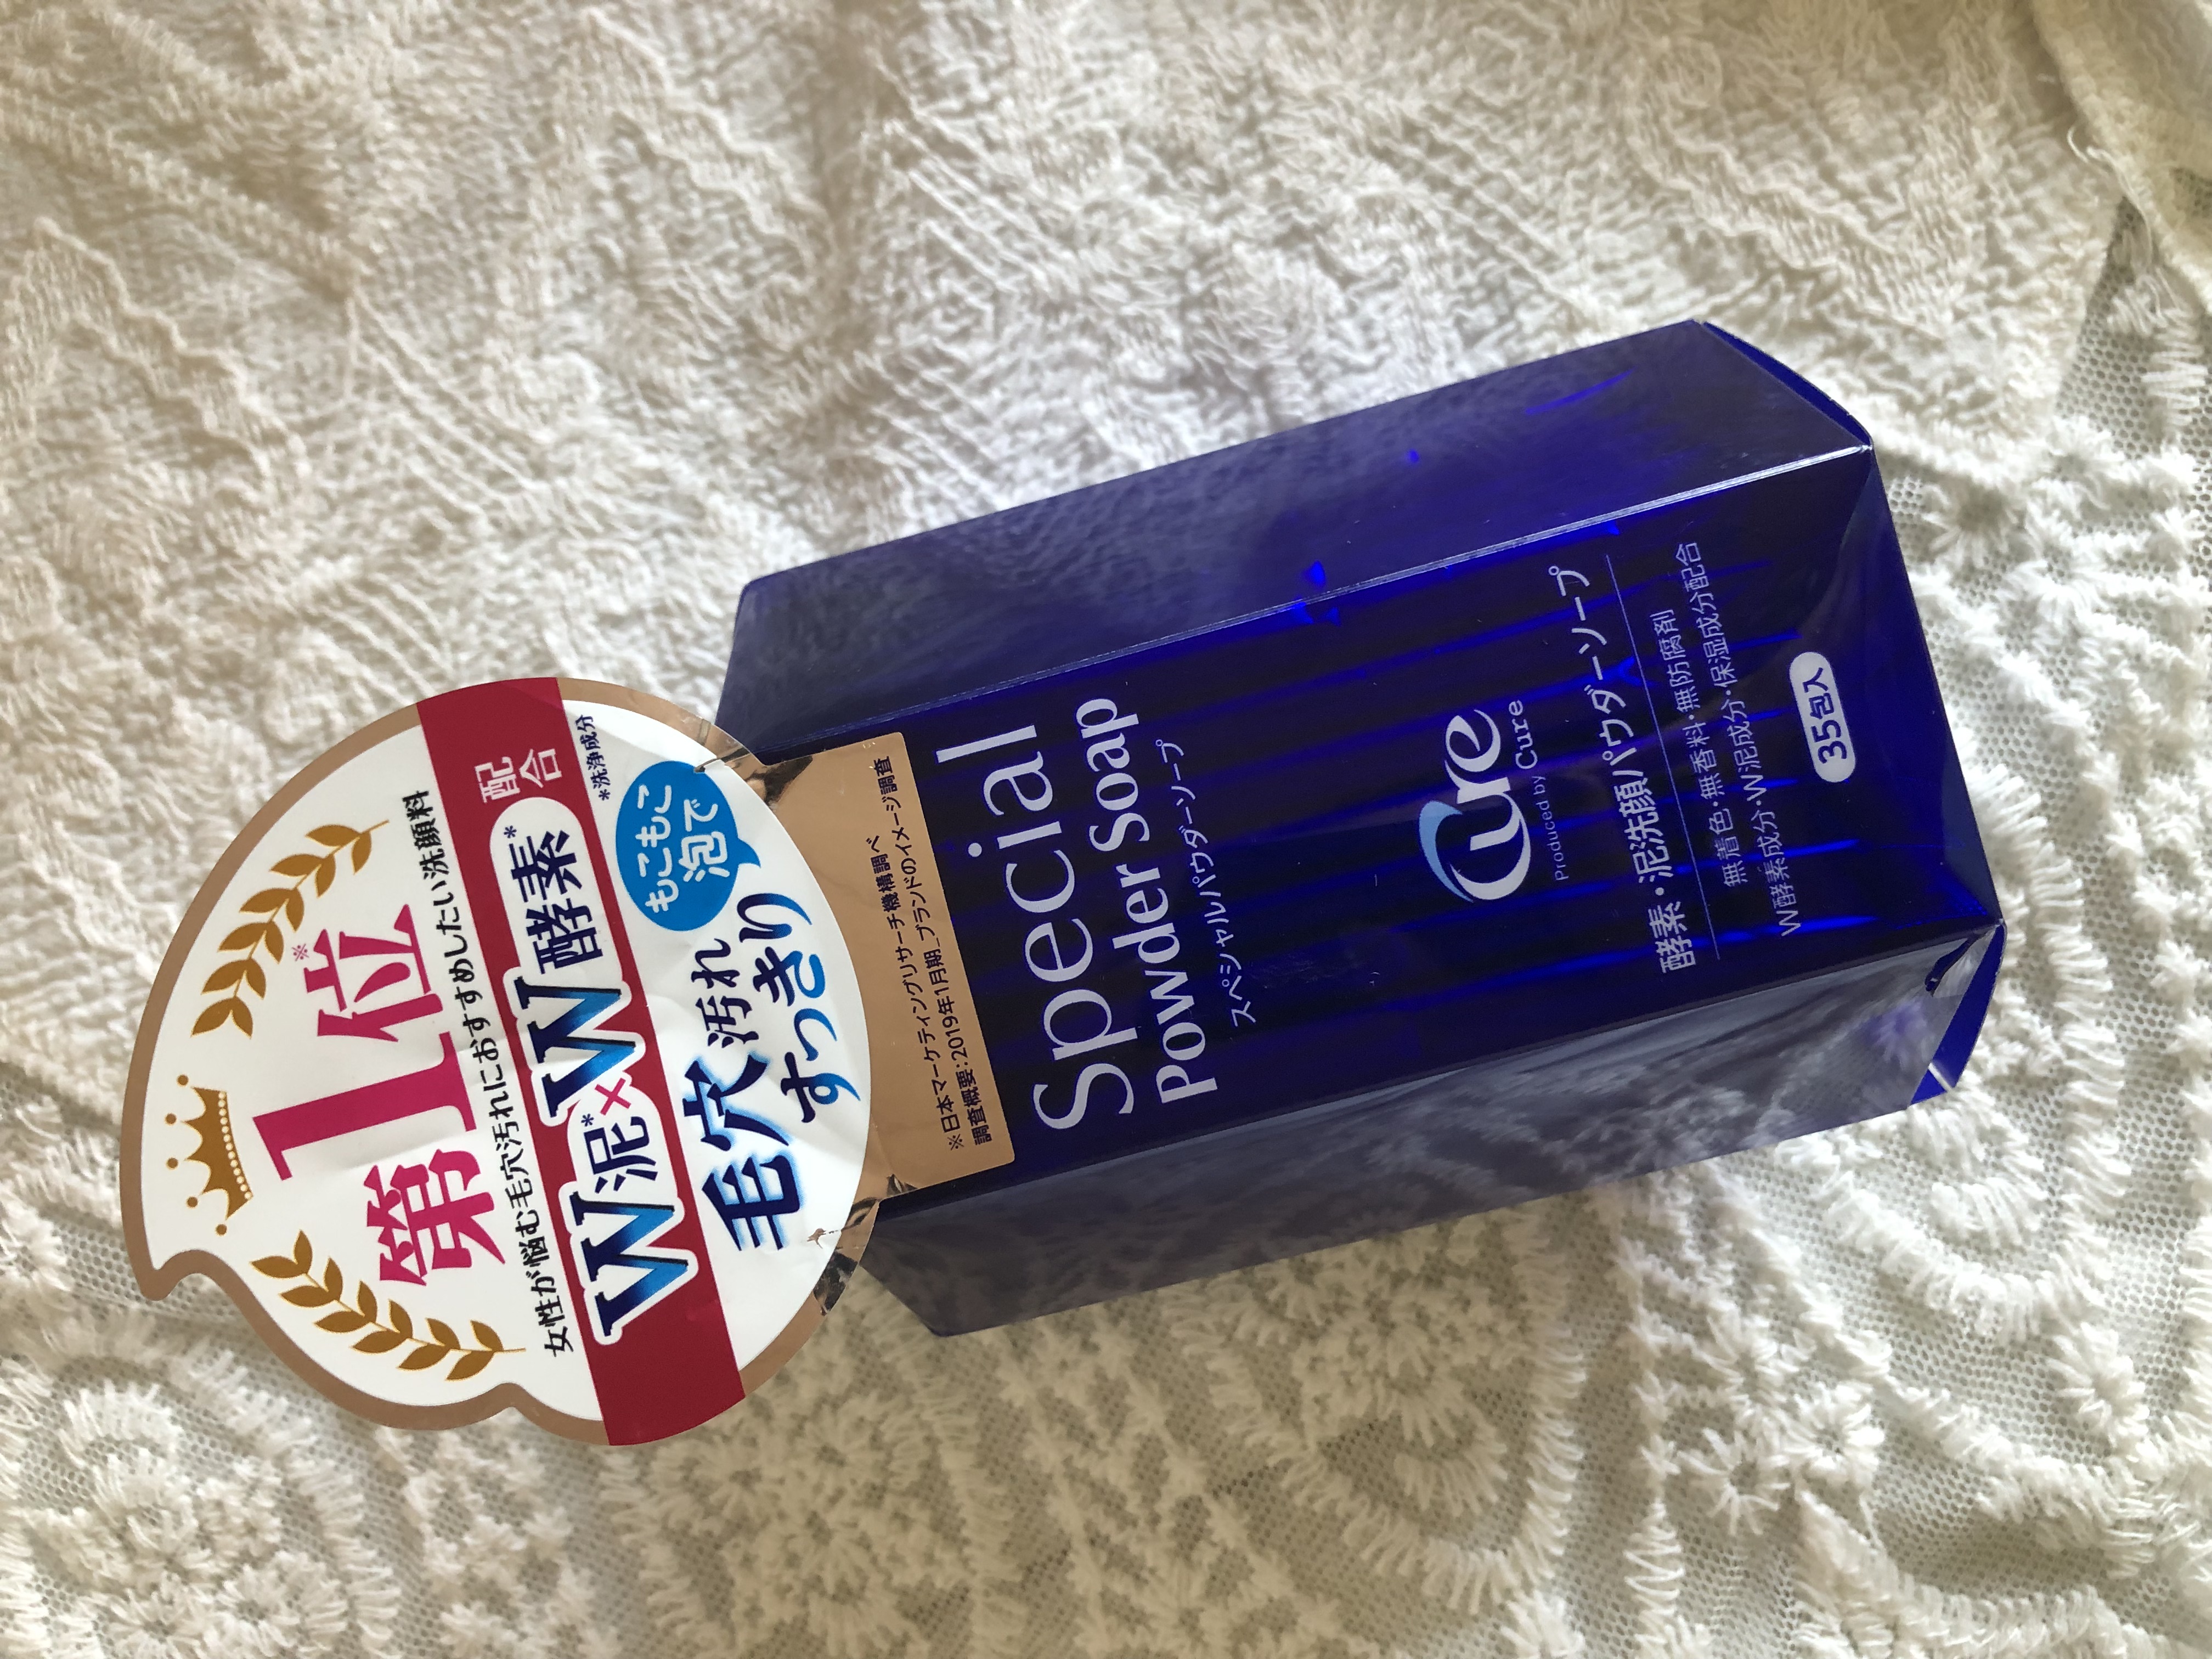 第1位※
女性が悩む毛穴汚れにおすすめしたい洗顔料
W泥*×W酵素*配合
*洗浄成分
もこもこ
泡で
毛穴汚れ
すっきり
※日本マーケティングリサーチ機構調べ
調査概要:2019年1月期_ブランドのイメージ調査
Special
Powder Soap
スペシャルパウダーソープ
Cure
Produced by Cure
酵素・泥洗顔パウダーソープ
無着色・無香料・無防腐剤
W酵素成分・W泥成分・保湿成分配合
35包入